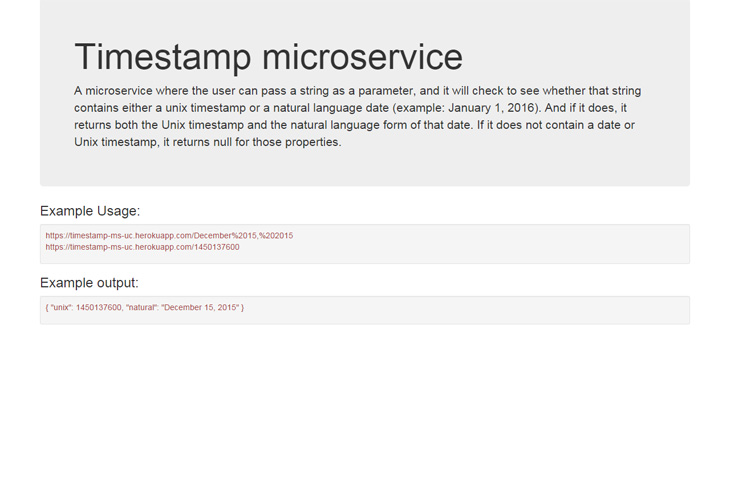 Timestamp microservice
A microservice where the user can pass a string as a parameter, and it will check to see whether that string
contains either a unix timestamp or a natural language date (example: January 1, 2016). And if it does, it
returns both the Unix timestamp and the natural language form of that date. If it does not contain a date or
Unix timestamp, it returns null for those properties.
Example Usage:
https://timestamp-ms-uc.herokuapp.com/December%2015,%202015
https://timestamp-ms-uc.herokuapp.com/1450137600
Example output:
{ "unix": 1450137600, "natural": "December 15, 2015" }